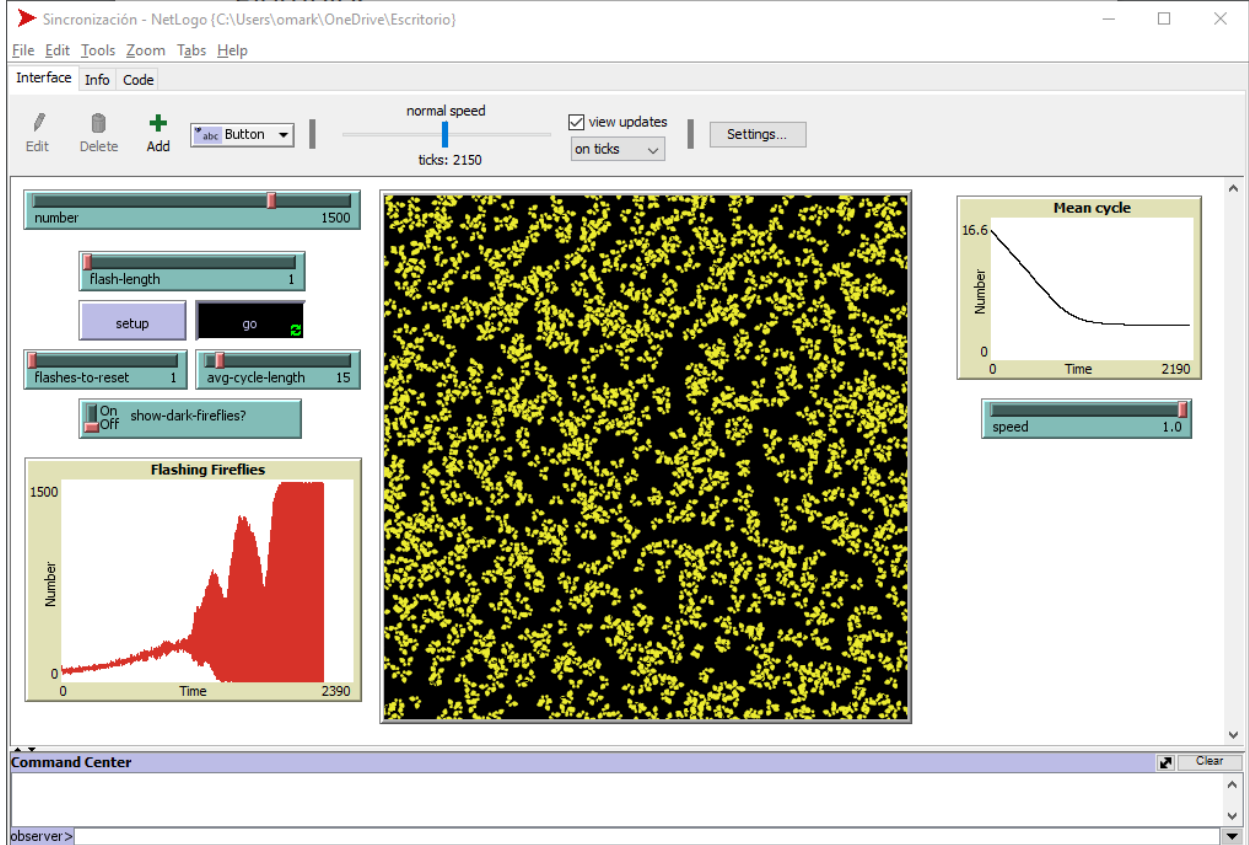 Sincronización - NetLogo {C:\Users\omark\OneDrive\Escritorio}
File Edit Tools Zoom Tabs Help
Interface Info Code
Edit Delete Add abc Button
normal speed
ticks: 2150
view updates
on ticks
Settings...
number 1500
flash-length 1
setup go
flashes-to-reset 1 avg-cycle-length 15
On
Off
show-dark-fireflies?
Flashing Fireflies
1500
Number
0
0 Time 2390
Mean cycle
16.6
Number
0
0 Time 2190
speed 1.0
Command Center Clear
observer>